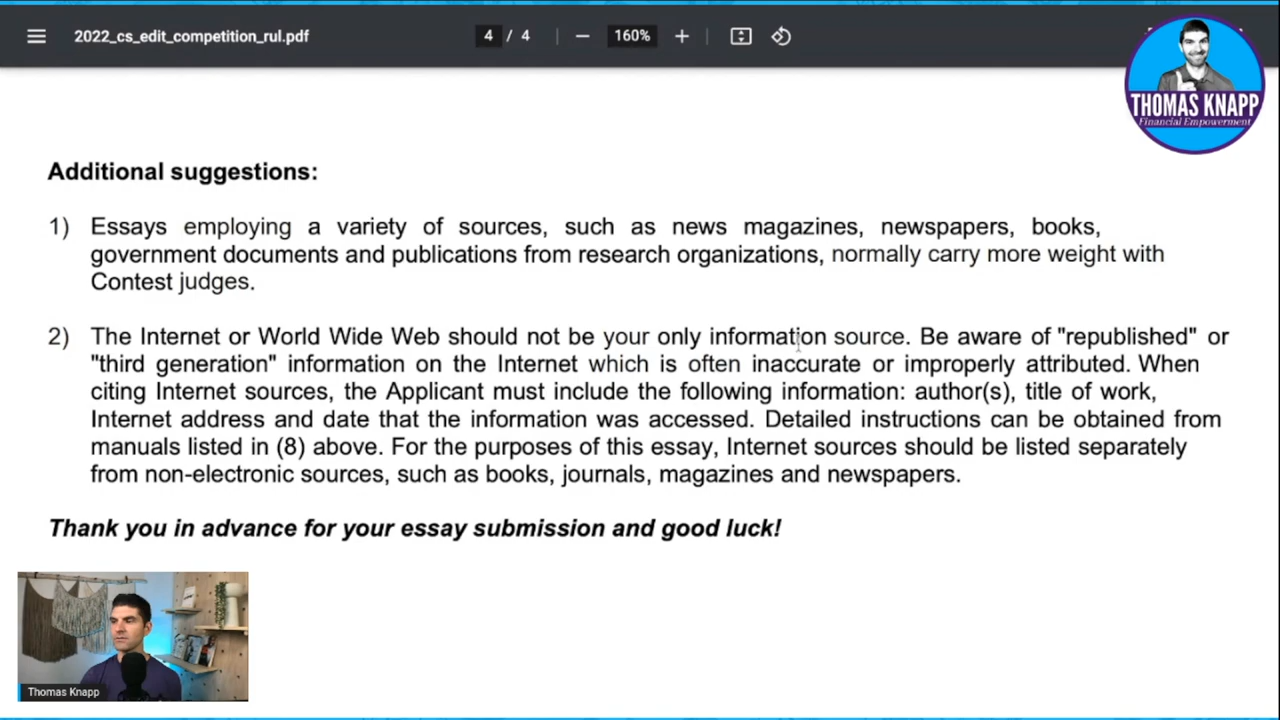 2022_cs_edit_competition_rul.pdf
4 / 4
160%
THOMAS KNAPP
Financial Empowerment
Additional suggestions:
1) Essays employing a variety of sources, such as news magazines, newspapers, books,
government documents and publications from research organizations, normally carry more weight with
Contest judges.
2) The Internet or World Wide Web should not be your only information source. Be aware of "republished" or
"third generation" information on the Internet which is often inaccurate or improperly attributed. When
citing Internet sources, the Applicant must include the following information: author(s), title of work,
Internet address and date that the information was accessed. Detailed instructions can be obtained from
manuals listed in (8) above. For the purposes of this essay, Internet sources should be listed separately
from non-electronic sources, such as books, journals, magazines and newspapers.
Thank you in advance for your essay submission and good luck!
Thomas Knapp